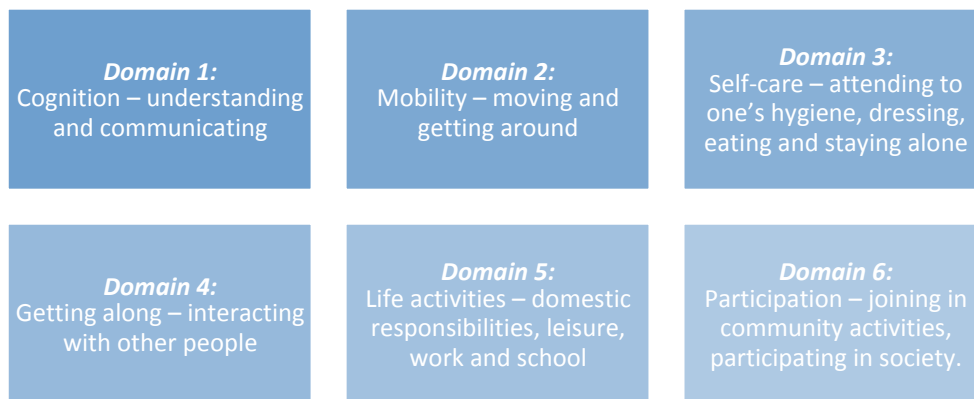 Domain 1:
Cognition – understanding
and communicating
Domain 2:
Mobility – moving and
getting around
Domain 3:
Self-care – attending to
one’s hygiene, dressing,
eating and staying alone
Domain 4:
Getting along – interacting
with other people
Domain 5:
Life activities – domestic
responsibilities, leisure,
work and school
Domain 6:
Participation – joining in
community activities,
participating in society.